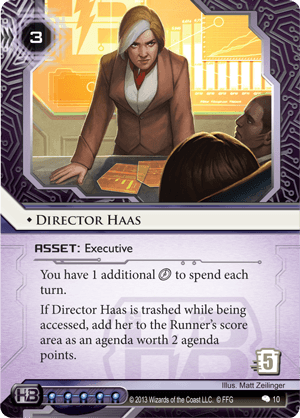 3
HB
Director Haas
ASSET: Executive
You have 1 additional to spend each
turn.
If Director Haas is trashed while being
accessed, add her to the Runner's score
area as an agenda worth 2 agenda
points.
5
Illus. Matt Zeilinger
HB
© 2013 Wizards of the Coast LLC. © FFG
10